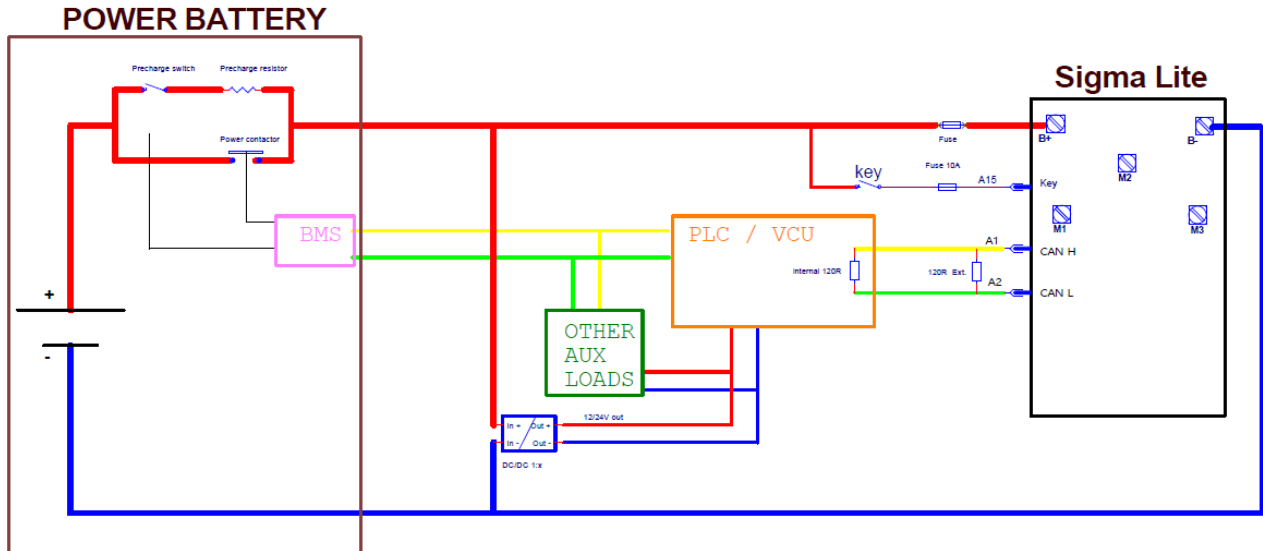 POWER BATTERY
Precharge switch
Precharge resistor
Power contactor
+
-
BMS
OTHER
AUX
LOADS
PLC / VCU
Internal 120R
120R Ext.
In +
Out +
In -
Out -
12/24V out
DC/DC 1:x
key
Fuse
Fuse 10A
A15
A1
A2
Sigma Lite
B+
B-
M2
Key
M1
M3
CAN H
CAN L